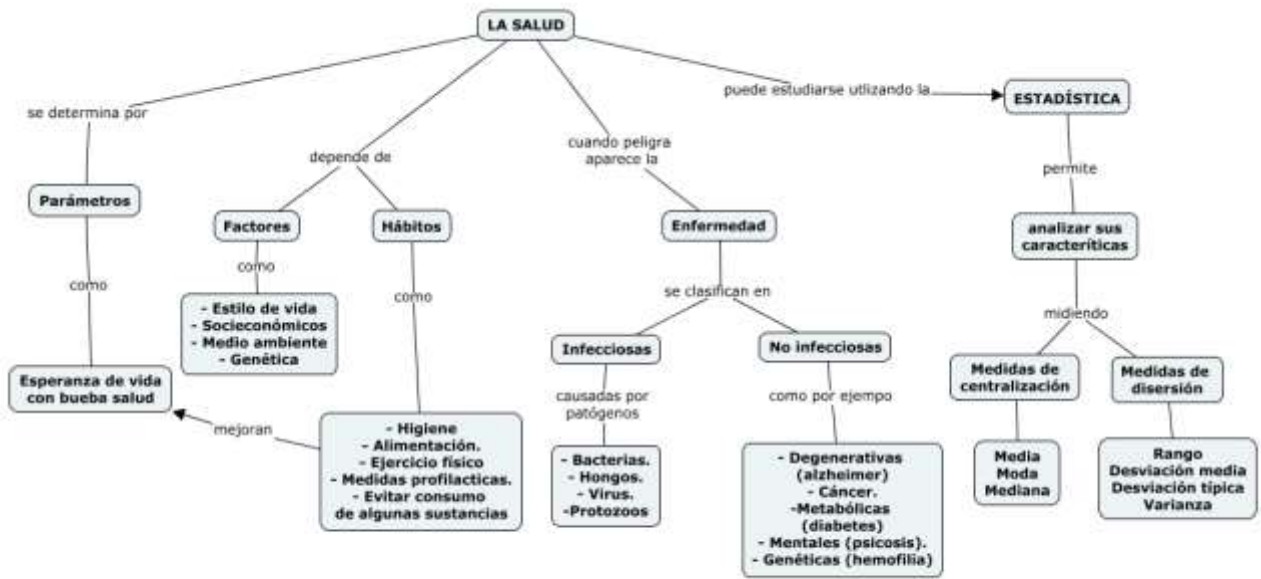 LA SALUD
se determina por
depende de
cuando peligra
aparece la
puede estudiarse utlizando la
ESTADÍSTICA
Parámetros
Factores
Hábitos
Enfermedad
permite
analizar sus
caracteríticas
como
como
como
- Estilo de vida
- Socieconómicos
- Medio ambiente
- Genética
se clasifican en
midiendo
Infecciosas
No infecciosas
Medidas de
centralización
Medidas de
disersión
Esperanza de vida
con bueba salud
mejoran
- Higiene
- Alimentación.
- Ejercicio físico
- Medidas profilacticas.
- Evitar consumo
de algunas sustancias
causadas por
patógenos
como por ejempo
- Bacterias.
- Hongos.
- Virus.
-Protozoos
- Degenerativas
(alzheimer)
- Cáncer.
-Metabólicas
(diabetes)
- Mentales (psicosis).
- Genéticas (hemofilia)
Media
Moda
Mediana
Rango
Desviación media
Desviación típica
Varianza